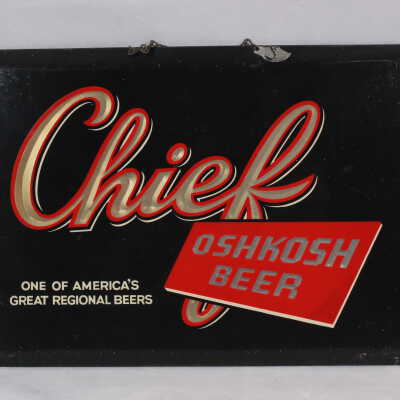 Chief
OSHKOSH
BEER
ONE OF AMERICA'S
GREAT REGIONAL BEERS